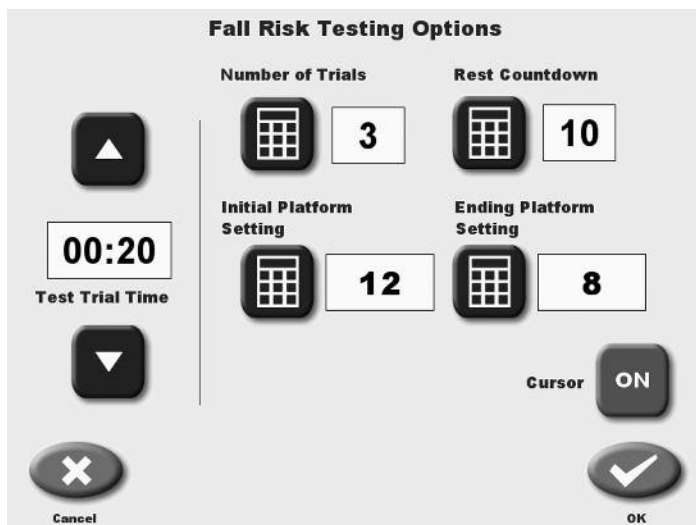 Fall Risk Testing Options
Number of Trials
3
Rest Countdown
10
00:20
Test Trial Time
Initial Platform
Setting
12
Ending Platform
Setting
8
Cursor
ON
Cancel
OK